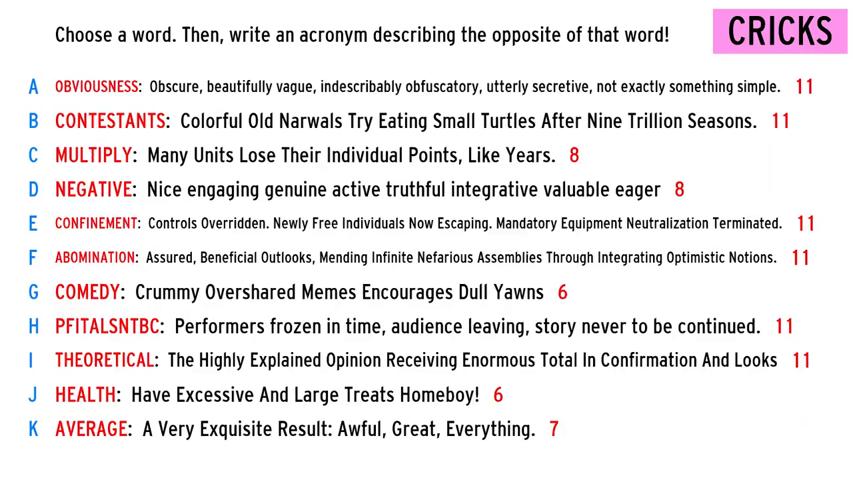 Choose a word. Then, write an acronym describing the opposite of that word!
CRICKS
A OBVIOUSNESS: Obscure, beautifully vague, indescribably obfuscatory, utterly secretive, not exactly something simple. 11
B CONTESTANTS: Colorful Old Narwals Try Eating Small Turtles After Nine Trillion Seasons. 11
C MULTIPLY: Many Units Lose Their Individual Points, Like Years. 8
D NEGATIVE: Nice engaging genuine active truthful integrative valuable eager 8
E CONFINEMENT: Controls Overridden. Newly Free Individuals Now Escaping. Mandatory Equipment Neutralization Terminated. 11
F ABOMINATION: Assured, Beneficial Outlooks, Mending Infinite Nefarious Assemblies Through Integrating Optimistic Notions. 11
G COMEDY: Crummy Overshared Memes Encourages Dull Yawns 6
H PFITALSNTBC: Performers frozen in time, audience leaving, story never to be continued. 11
I THEORETICAL: The Highly Explained Opinion Receiving Enormous Total In Confirmation And Looks 11
J HEALTH: Have Excessive And Large Treats Homeboy! 6
K AVERAGE: A Very Exquisite Result: Awful, Great, Everything. 7